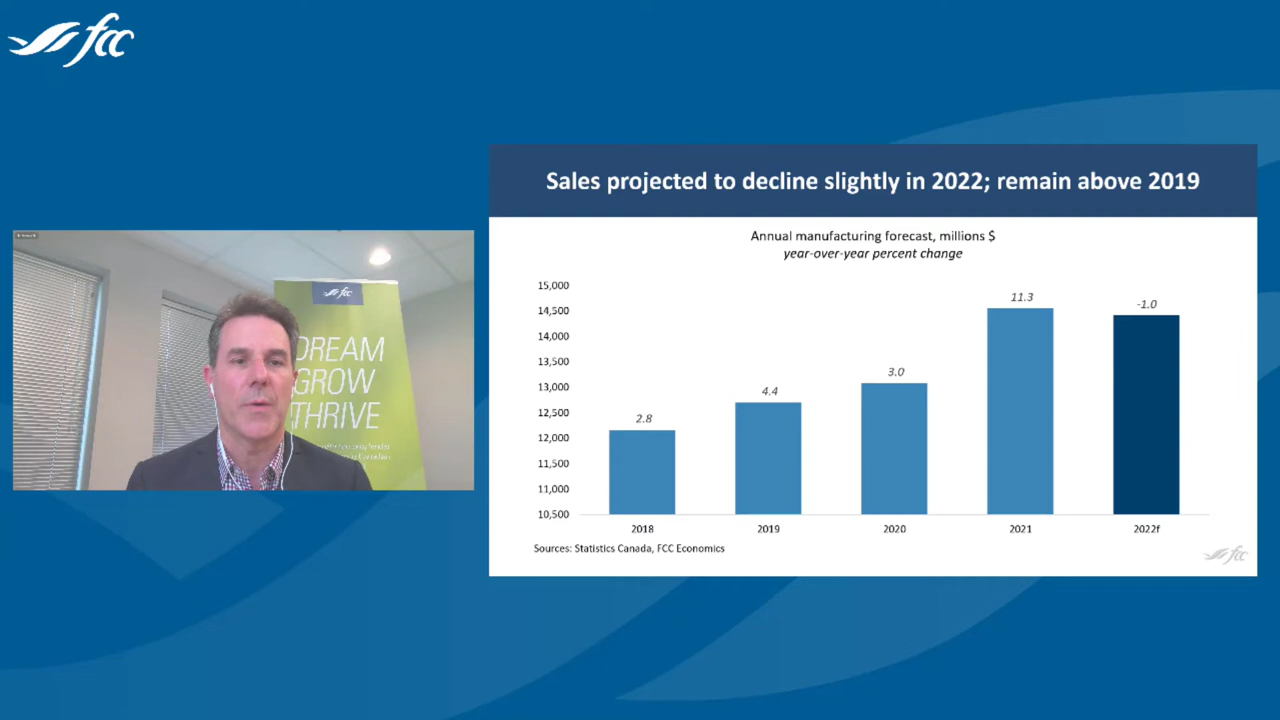 fcc
Sales projected to decline slightly in 2022; remain above 2019
fcc
DREAM
GROW
THRIVE
Annual manufacturing forecast, millions $
year-over-year percent change
15,000
14,500
14,000
13,500
13,000
12,500
12,000
11,500
11,000
10,500
2.8
4.4
3.0
11.3
-1.0
2018
2019
2020
2021
2022f
Sources: Statistics Canada, FCC Economics
fcc